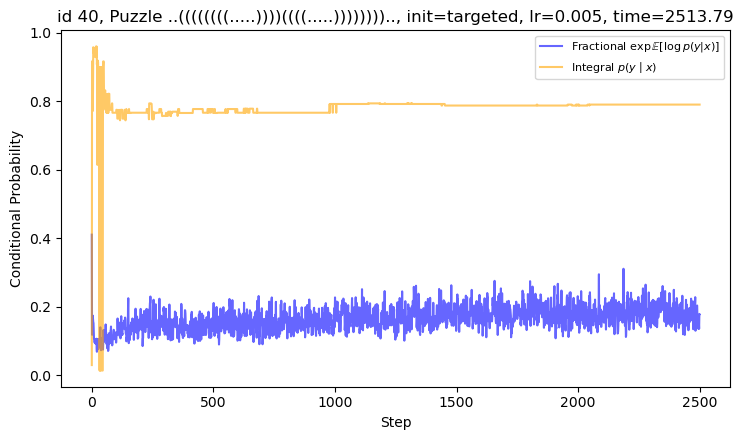 id 40, Puzzle ..((((((((.....))))((((.....)))))))).., init=targeted, lr=0.005, time=2513.79
Fractional exp𝔼[log p(y|x)]
Integral p(y | x)
Conditional Probability
1.0
0.8
0.6
0.4
0.2
0.0
0
500
1000
1500
2000
2500
Step